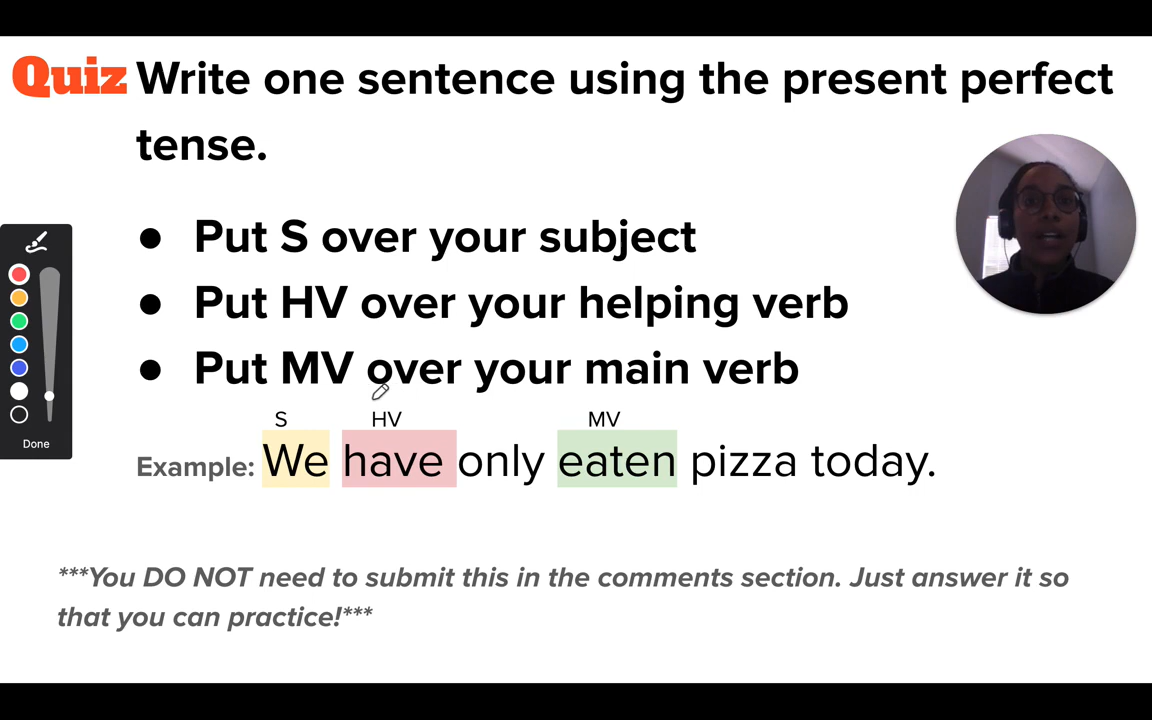 Quiz Write one sentence using the present perfect
tense.
● Put S over your subject
● Put HV over your helping verb
● Put MV over your main verb
S HV MV
Example: We have only eaten pizza today.
***You DO NOT need to submit this in the comments section. Just answer it so
that you can practice!***
Done